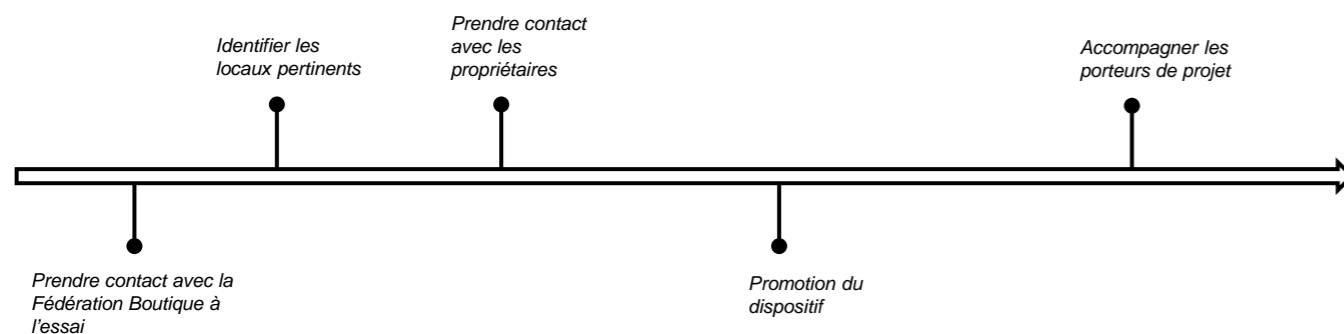 Prendre contact avec la
Fédération Boutique à
l'essai
Identifier les
locaux pertinents
Prendre contact
avec les
propriétaires
Promotion du
dispositif
Accompagner les
porteurs de projet